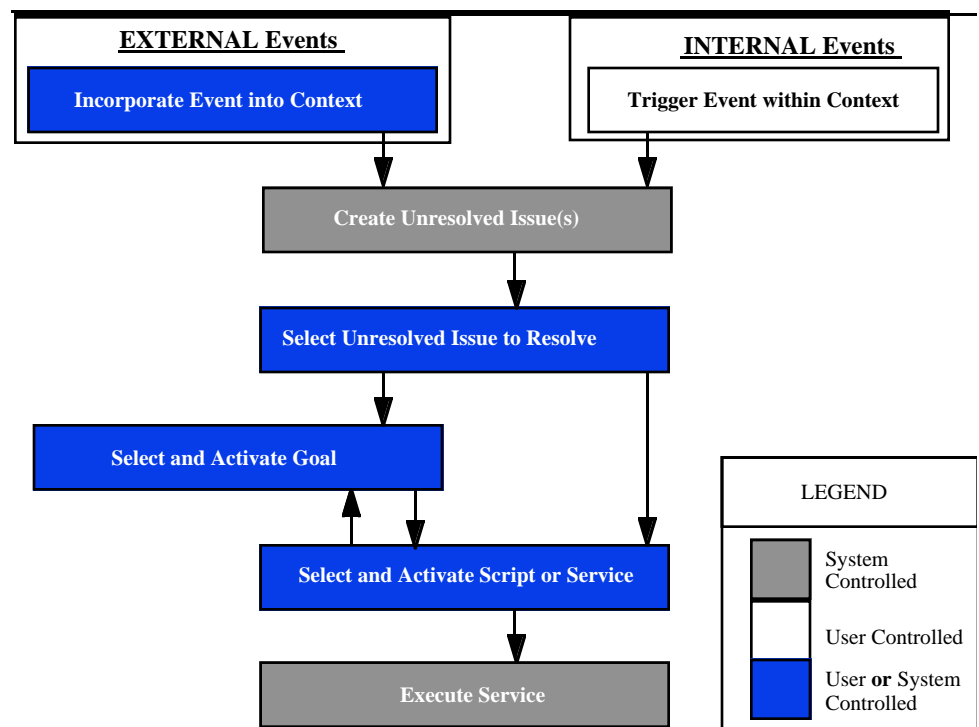 EXTERNAL Events
INTERNAL Events
Incorporate Event into Context
Trigger Event within Context
Create Unresolved Issue(s)
Select Unresolved Issue to Resolve
Select and Activate Goal
Select and Activate Script or Service
Execute Service
LEGEND
System
Controlled
User Controlled
User or System
Controlled